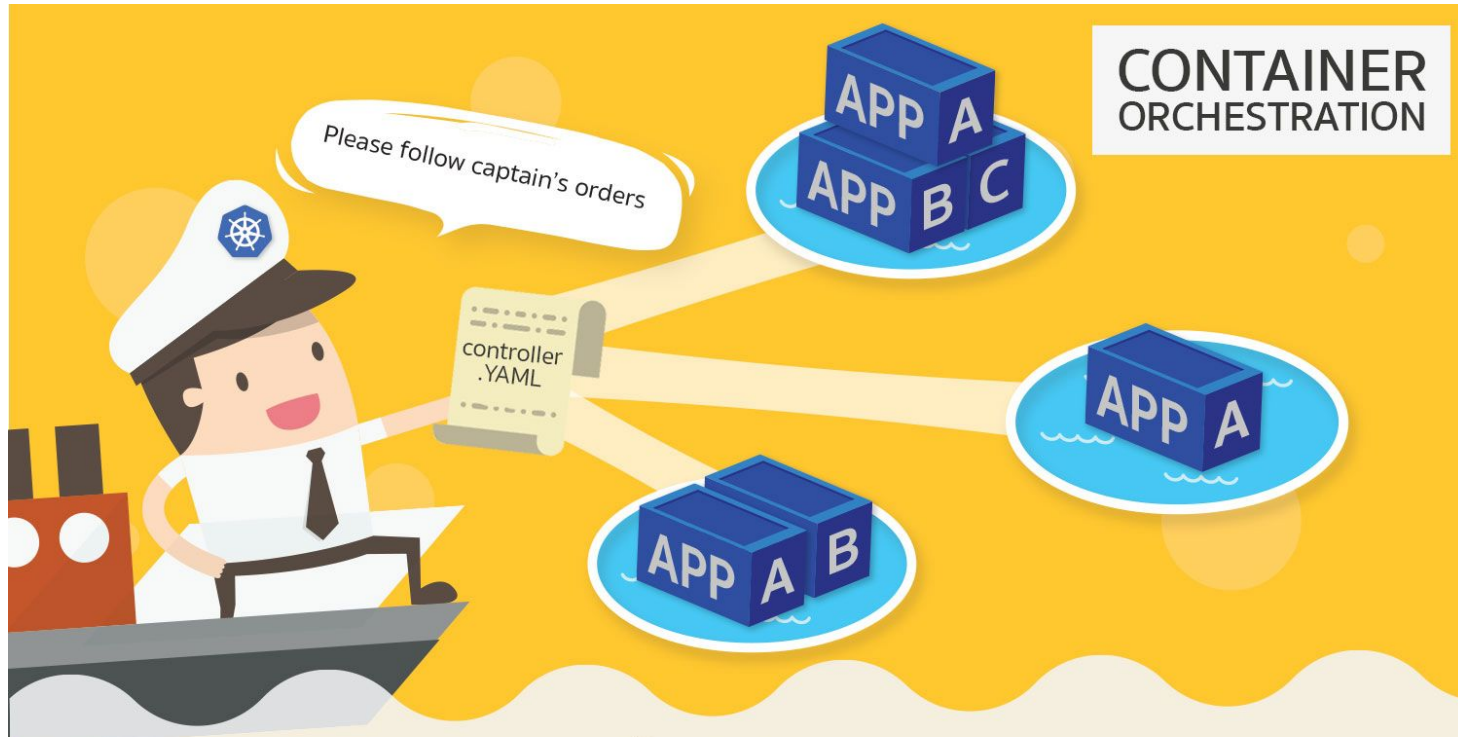 CONTAINER
ORCHESTRATION
Please follow captain's orders
controller
.YAML
APP A
APP B C
APP A
APP A B